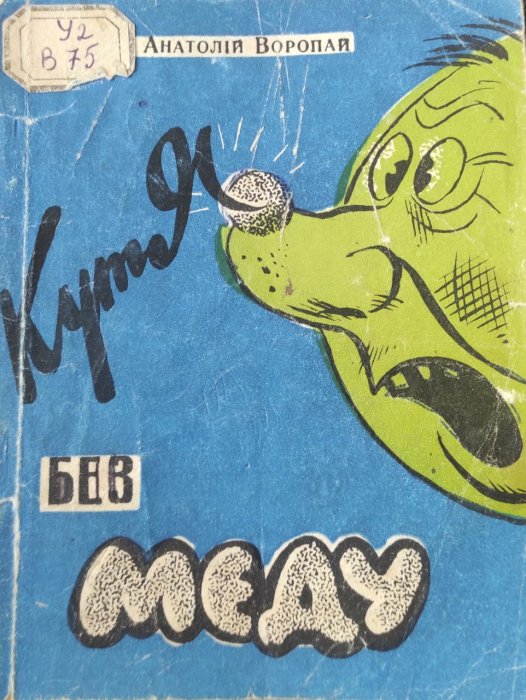 У2
В 75
Анатолій Воропай
Кутя
БЕЗ
МЕДУ